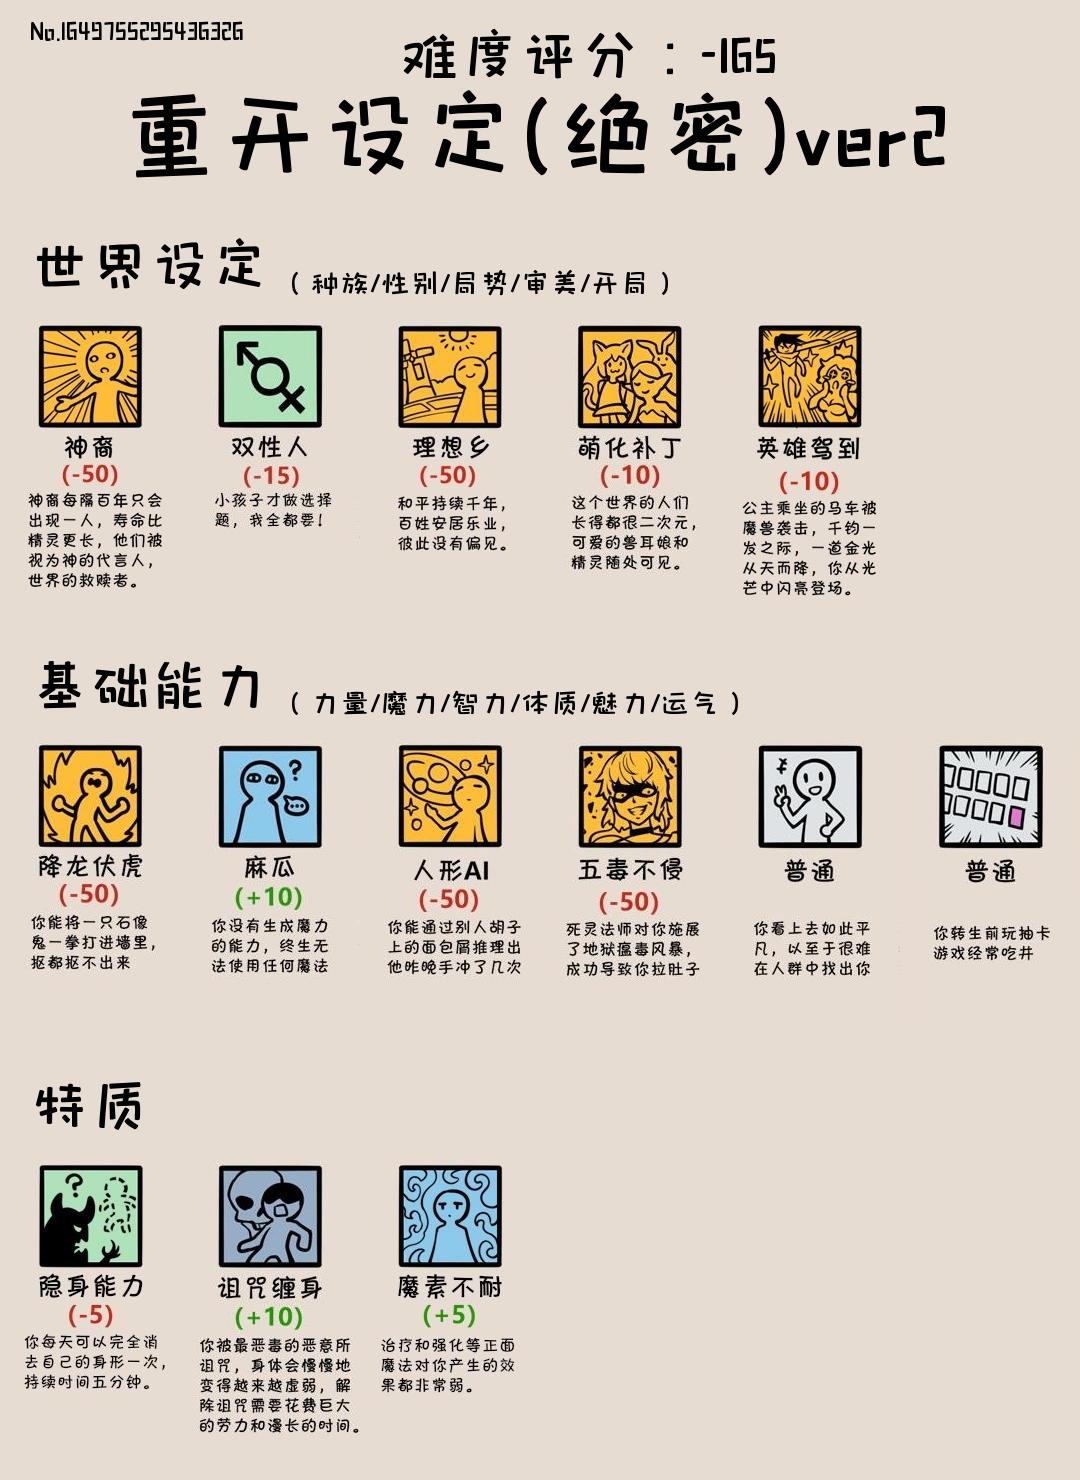 No.1649755295436326
难度评分：-165
重开设定(绝密)ver2
世界设定（种族/性别/局势/审美/开局）
神裔
(-50)
神裔每隔百年只会
出现一人，寿命比
精灵更长，他们被
视为神的代言人，
世界的救赎者。
双性人
(-15)
小孩子才做选择
题，我全都要！
理想乡
(-50)
和平持续千年，
百姓安居乐业，
彼此没有偏见。
萌化补丁
(-10)
这个世界的人们
长得都很二次元，
可爱的兽耳娘和
精灵随处可见。
英雄驾到
(-10)
公主乘坐的马车被
魔兽袭击，千钧一
发之际，一道金光
从天而降，你从光
芒中闪亮登场。
基础能力（力量/魔力/智力/体质/魅力/运气）
降龙伏虎
(-50)
你能将一只石像
鬼一拳打进墙里，
抠都抠不出来
麻瓜
(+10)
你没有生成魔力
的能力，终生无
法使用任何魔法
人形AI
(-50)
你能通过别人胡子
上的面包屑推理出
他昨晚手冲了几次
五毒不侵
(-50)
死灵法师对你施展
了地狱瘟毒风暴，
成功导致你拉肚子
普通
你看上去如此平
凡，以至于很难
在人群中找出你
普通
你转生前玩抽卡
游戏经常吃井
特质
隐身能力
(-5)
你每天可以完全消
去自己的身形一次，
持续时间五分钟。
诅咒缠身
(+10)
你被最恶毒的恶意所
诅咒，身体会慢慢地
变得越来越虚弱，解
除诅咒需要花费巨大
的劳力和漫长的时间。
魔素不耐
(+5)
治疗和强化等正面
魔法对你产生的效
果都非常弱。